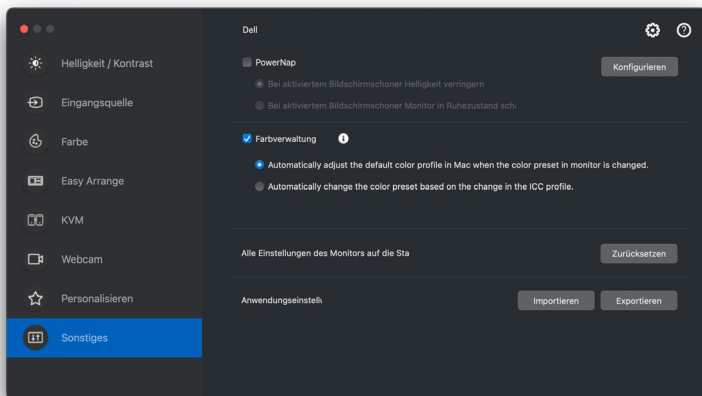 Dell
Helligkeit / Kontrast
Eingangsquelle
Farbe
Easy Arrange
KVM
Webcam
Personalisieren
Sonstiges
PowerNap
Konfigurieren
Bei aktiviertem Bildschirmschoner Helligkeit verringern
Bei aktiviertem Bildschirmschoner Monitor in Ruhezustand sch
Farbverwaltung
Automatically adjust the default color profile in Mac when the color preset in monitor is changed.
Automatically change the color preset based on the change in the ICC profile.
Alle Einstellungen des Monitors auf die Sta
Zurücksetzen
Anwendungseinstell
Importieren
Exportieren